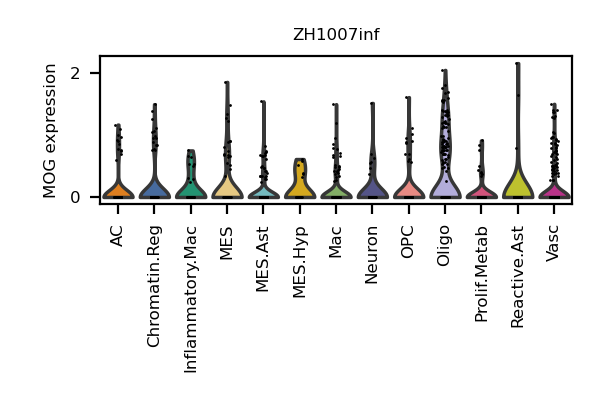 ZH1007inf
MOG expression
2
0
AC
Chromatin.Reg
Inflammatory.Mac
MES
MES.Ast
MES.Hyp
Mac
Neuron
OPC
Oligo
Prolif.Metab
Reactive.Ast
Vasc